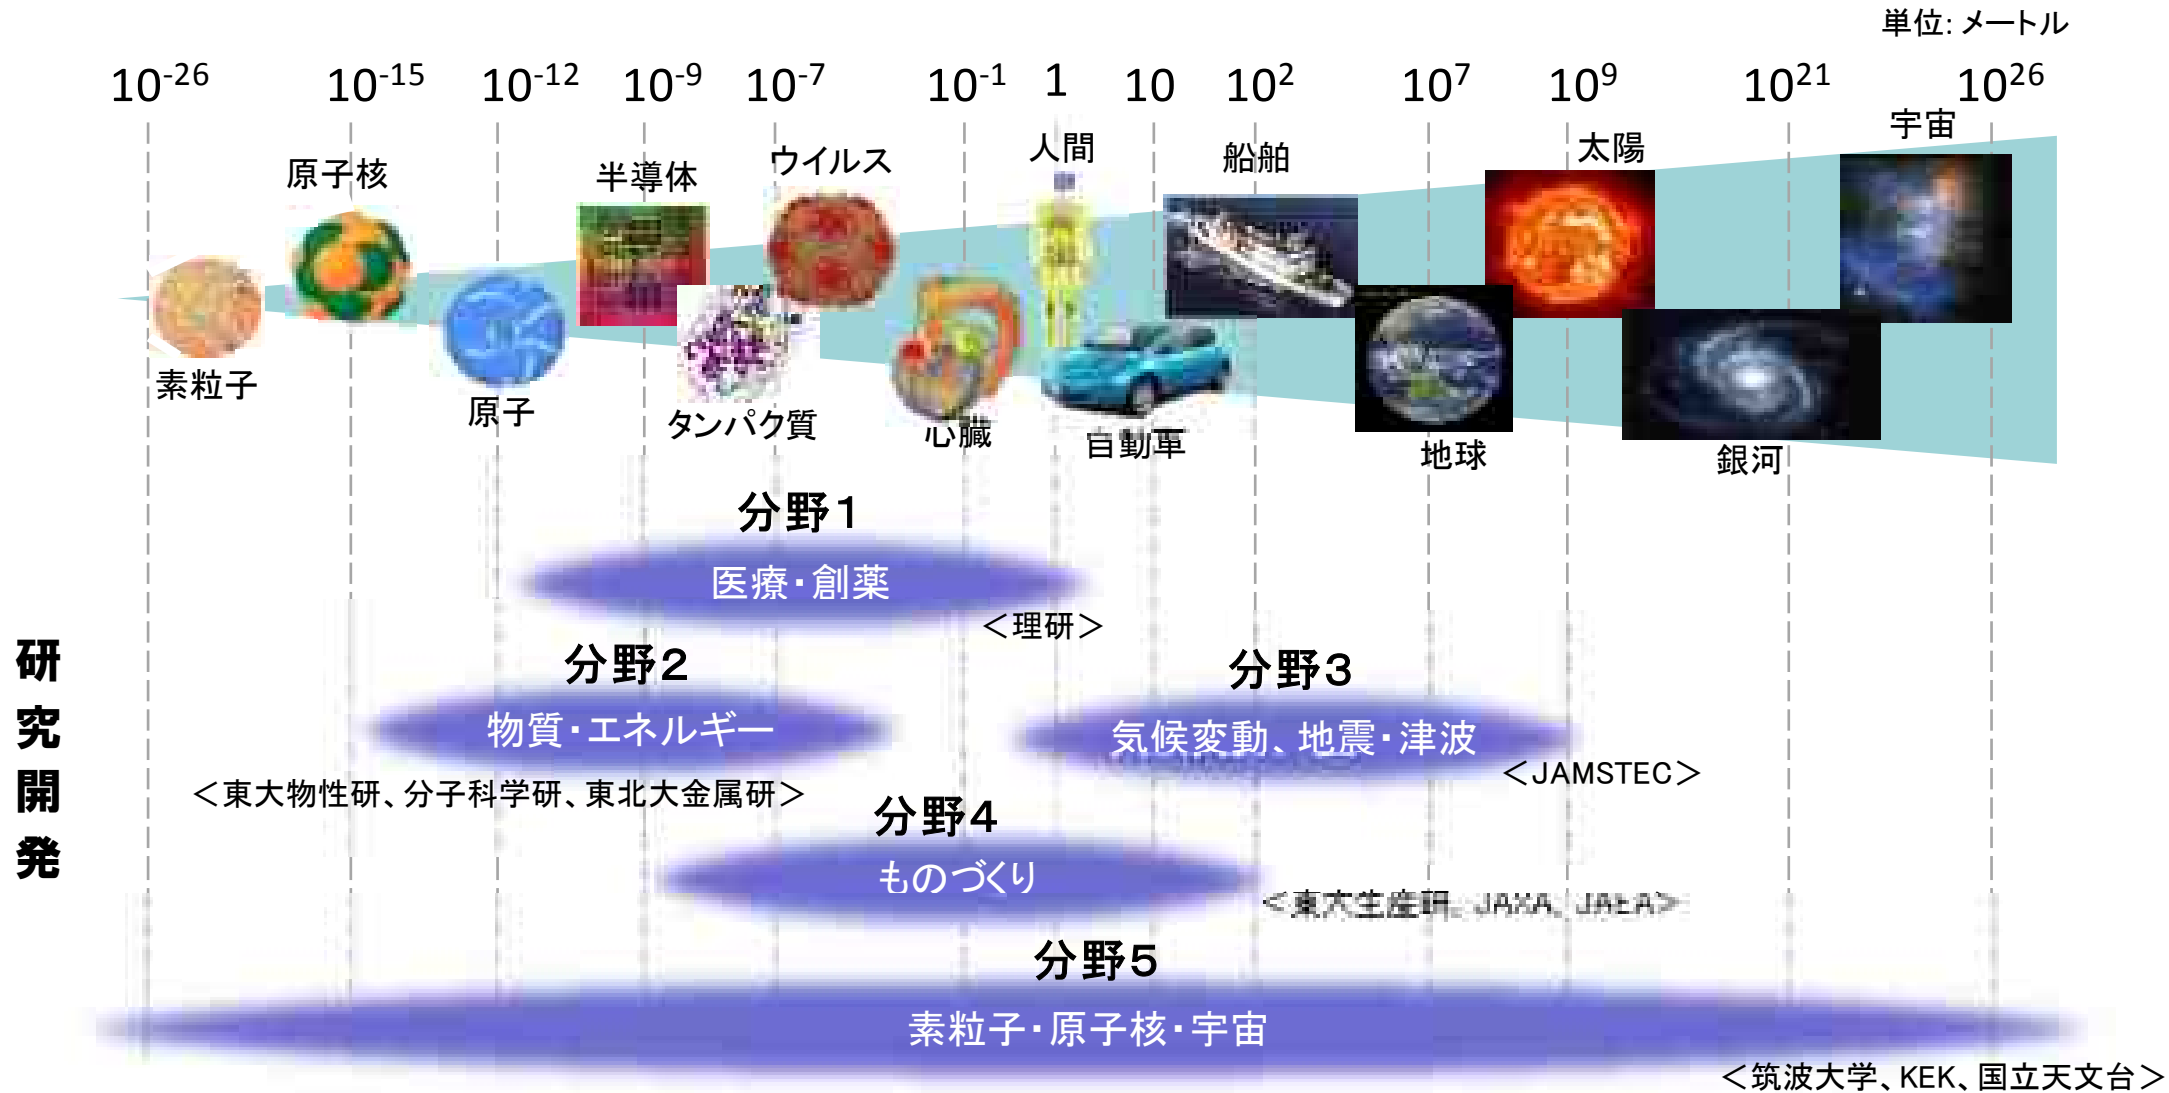 単位: メートル
10-26 10-15 10-12 10-9 10-7 10-1 1 10 10² 10⁷ 10⁹ 10²¹ 10²⁶
宇宙
人間
太陽
船舶
ウイルス
原子核
半導体
素粒子
原子
タンパク質
心臓
自動車
地球
銀河
分野1
医療・創薬
＜理研＞
分野2
物質・エネルギー
＜東大物性研、分子科学研、東北大金属研＞
分野3
気候変動、地震・津波
＜JAMSTEC＞
分野4
ものづくり
＜東大生産研、JAXA、JAEA＞
分野5
素粒子・原子核・宇宙
＜筑波大学、KEK、国立天文台＞
研究開発